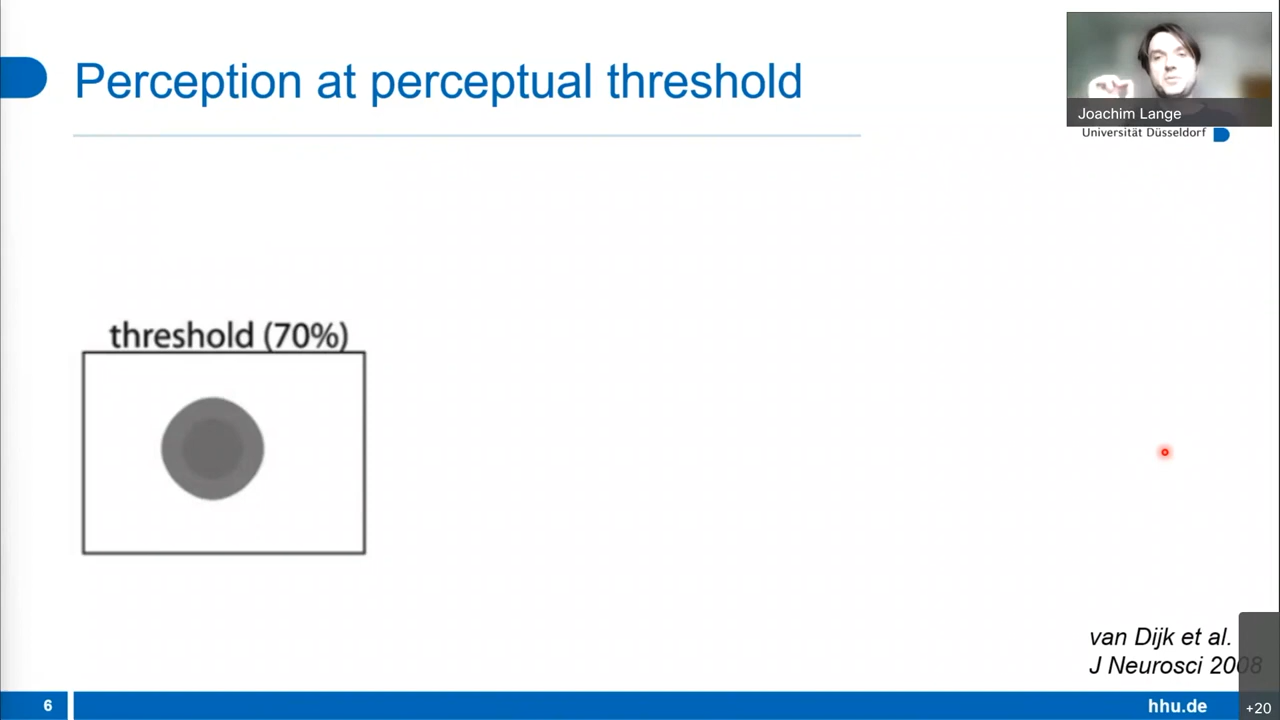 Perception at perceptual threshold
Joachim Lange
Universität Düsseldorf
threshold (70%)
van Dijk et al.
J Neurosci 2008
6
hhu.de
+20